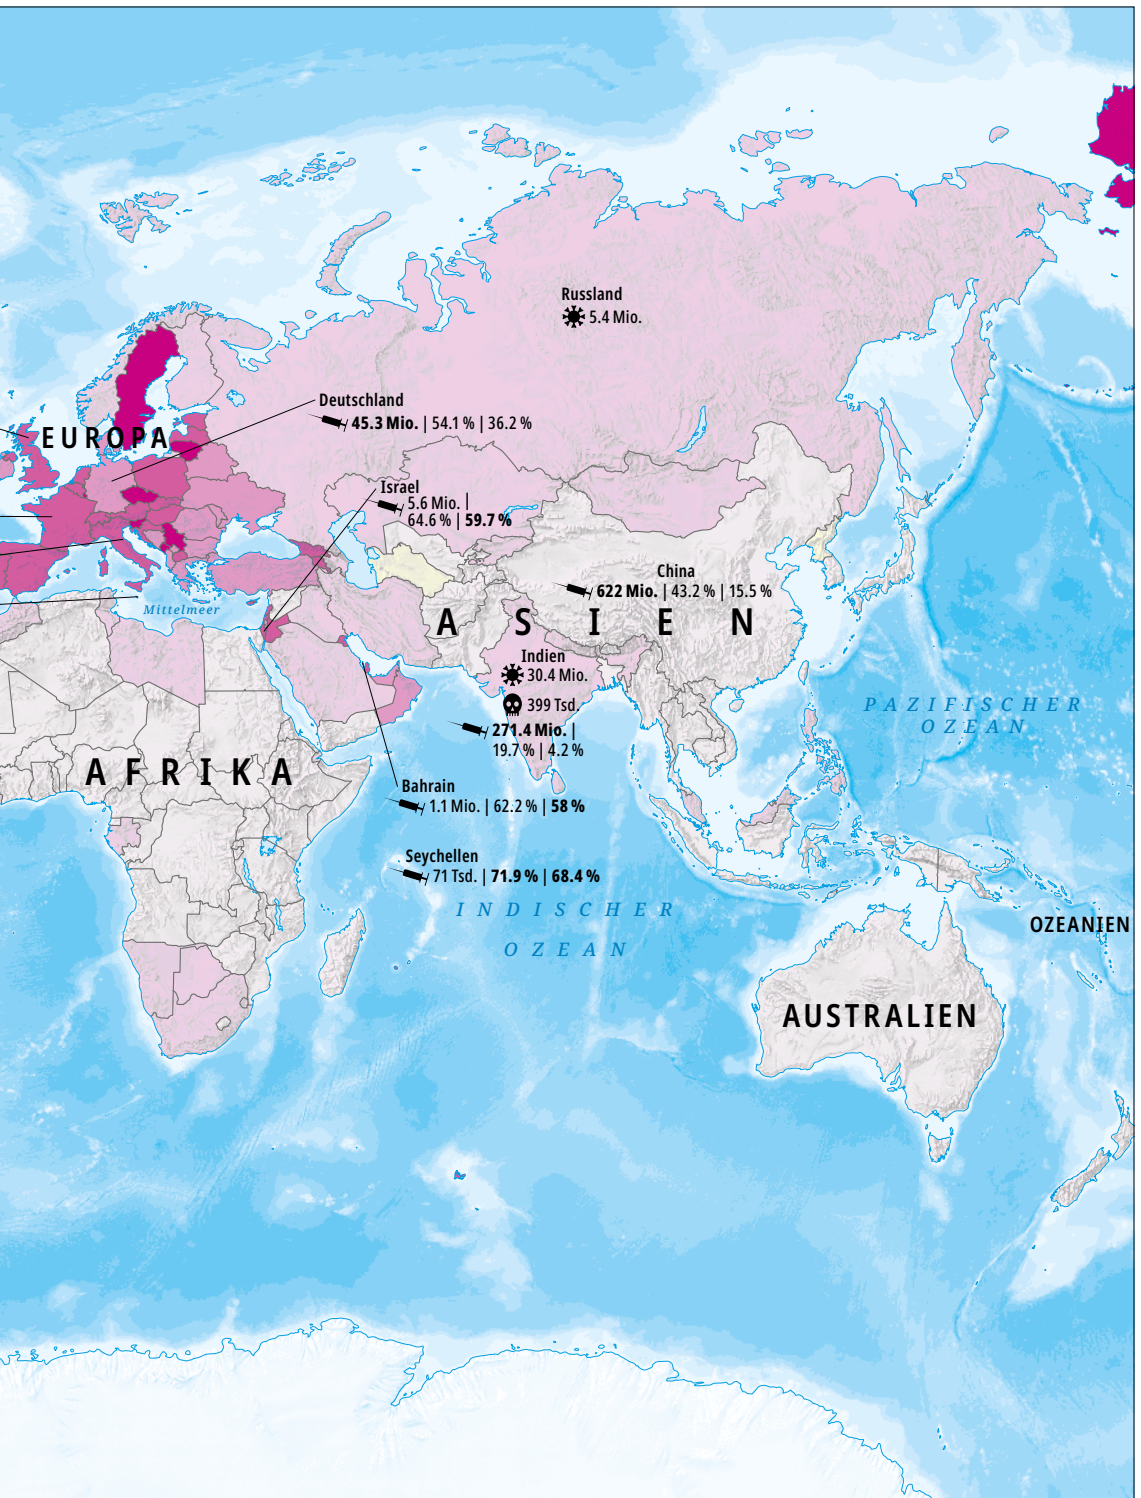 Russland
5.4 Mio.
Deutschland
45.3 Mio. | 54.1 % | 36.2 %
EUROPA
Israel
5.6 Mio. |
64.6 % | 59.7 %
China
622 Mio. | 43.2 % | 15.5 %
Mittelmeer
ASIEN
Indien
30.4 Mio.
399 Tsd.
271.4 Mio. |
19.7 % | 4.2 %
PAZIFISCHER
OZEAN
AFRIKA
Bahrain
1.1 Mio. | 62.2 % | 58 %
Seychellen
71 Tsd. | 71.9 % | 68.4 %
INDISCHER
OZEAN
OZEANIEN
AUSTRALIEN